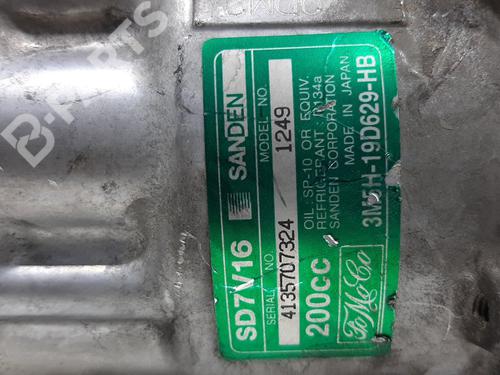 SD7V16 SANDEN
SERIAL NO. MODEL-NO.
4135707324 1249
200cc
OIL : SP-10 OR EQUIV.
REFRIGERANT : R134a
SANDEN CORPORATION
MADE IN JAPAN
FoMoCo
3M5H-19D629-HB
B-PARTS